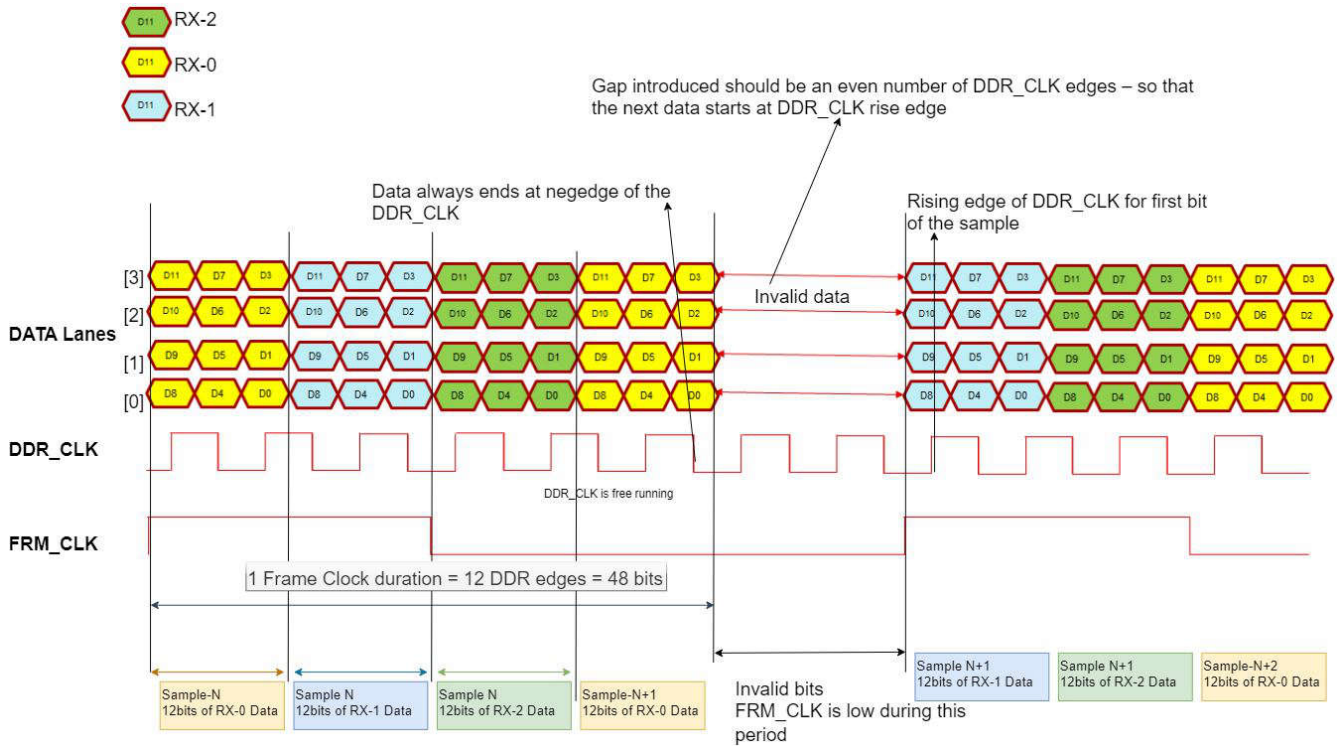 D11 RX-2
D11 RX-0
D11 RX-1
Gap introduced should be an even number of DDR_CLK edges – so that
the next data starts at DDR_CLK rise edge
Data always ends at negedge of the
DDR_CLK
Rising edge of DDR_CLK for first bit
of the sample
[3] D11 D7 D3 D11 D7 D3 D11 D7 D3 D11 D7 D3 D11 D7 D3 D11 D7 D3 D11 D7 D3
Invalid data
[2] D10 D6 D2 D10 D6 D2 D10 D6 D2 D10 D6 D2 D10 D6 D2 D10 D6 D2 D10 D6 D2
DATA Lanes
[1] D9 D5 D1 D9 D5 D1 D9 D5 D1 D9 D5 D1 D9 D5 D1 D9 D5 D1 D9 D5 D1
[0] D8 D4 D0 D8 D4 D0 D8 D4 D0 D8 D4 D0 D8 D4 D0 D8 D4 D0 D8 D4 D0
DDR_CLK
DDR_CLK is free running
FRM_CLK
1 Frame Clock duration = 12 DDR edges = 48 bits
Sample-N
12bits of RX-0 Data
Sample N
12bits of RX-1 Data
Sample N
12bits of RX-2 Data
Sample-N+1
12bits of RX-0 Data
Invalid bits
FRM_CLK is low during this
period
Sample N+1
12bits of RX-1 Data
Sample N+1
12bits of RX-2 Data
Sample-N+2
12bits of RX-0 Data